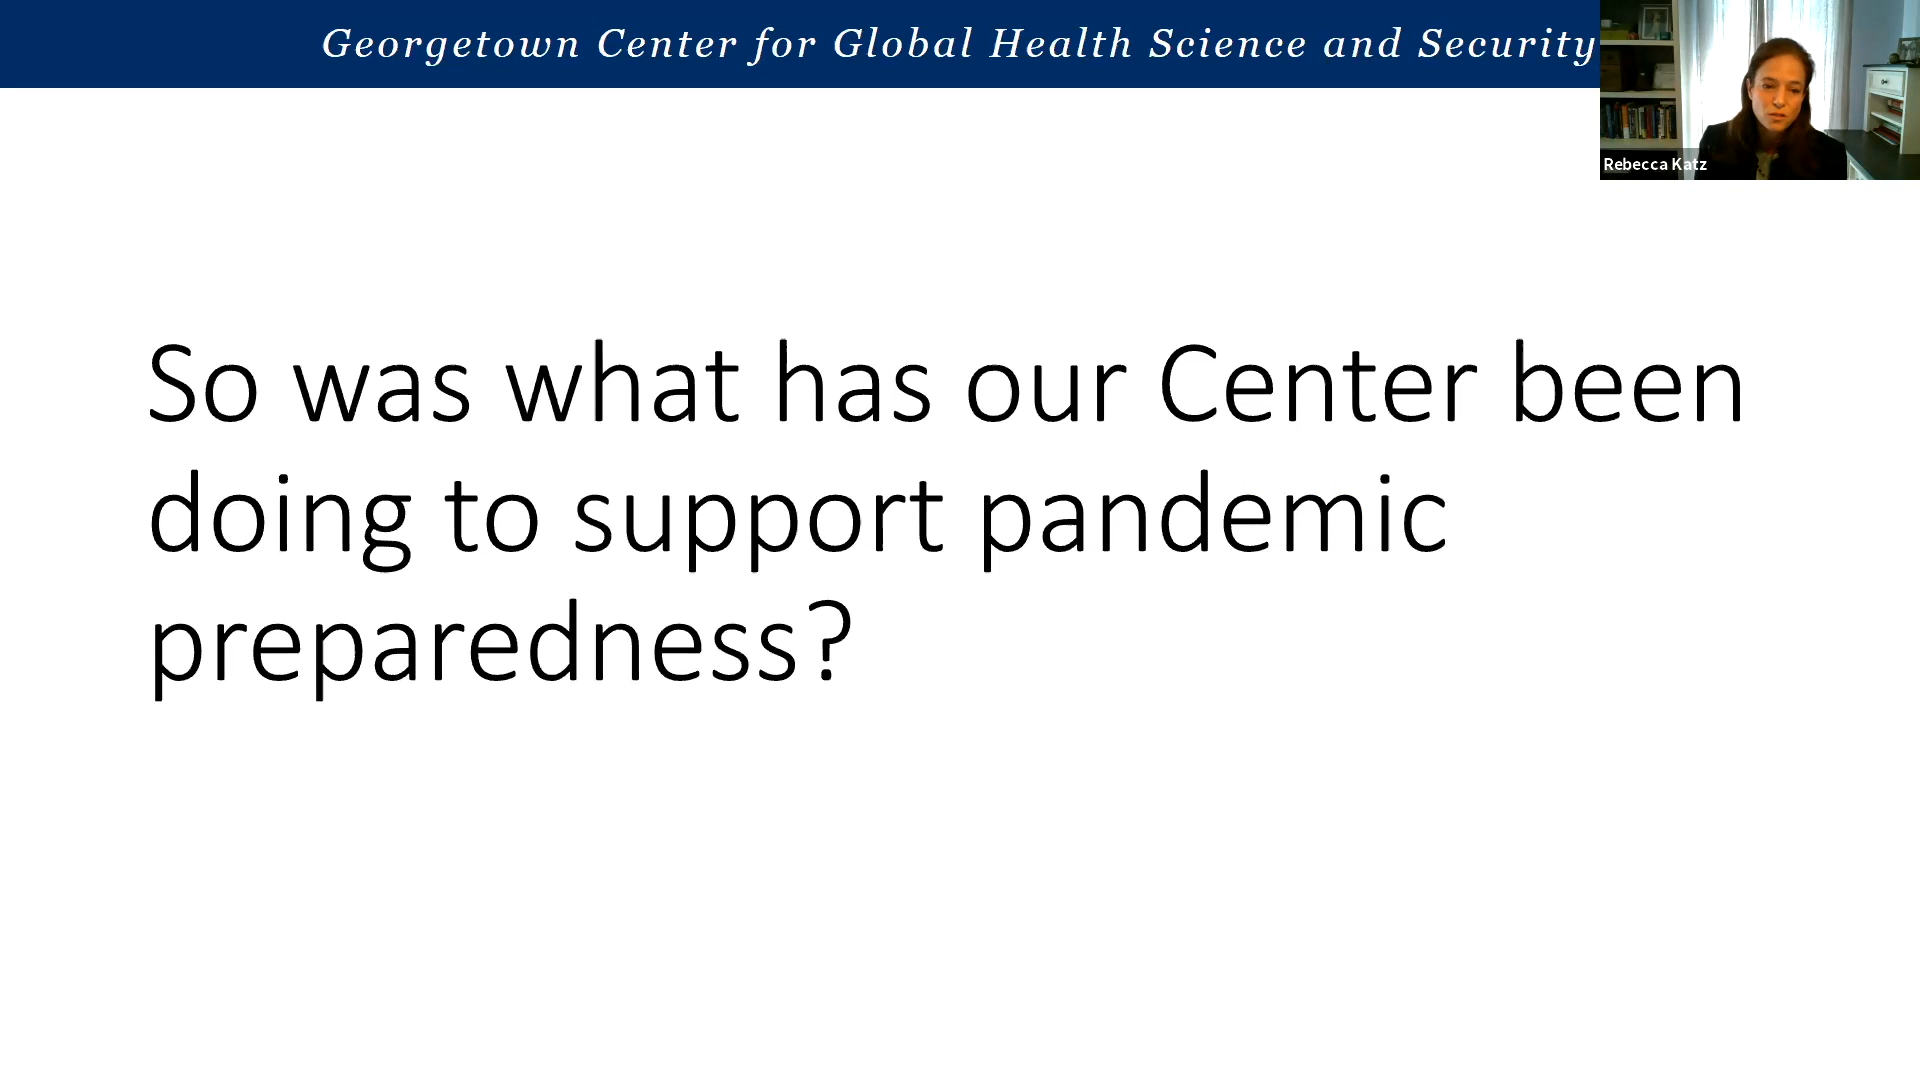 Georgetown Center for Global Health Science and Security
Rebecca Katz
So was what has our Center been
doing to support pandemic
preparedness?